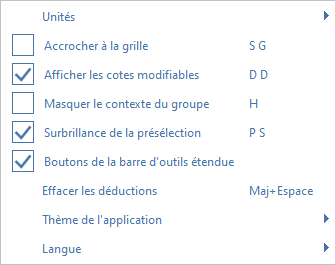 Unités
Accrocher à la grille S G
Afficher les cotes modifiables D D
Masquer le contexte du groupe H
Surbrillance de la présélection P S
Boutons de la barre d'outils étendue
Effacer les déductions Maj+Espace
Thème de l'application
Langue